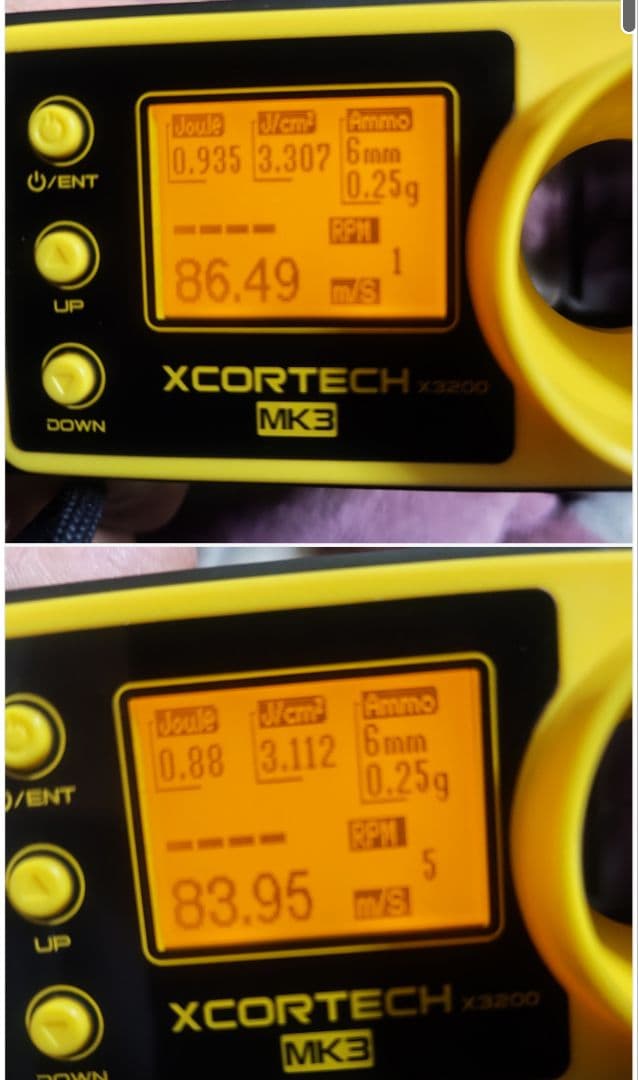 Joule J/cm² Ammo
0.935 3.307 6mm
0.25g
---- RPM
1
86.49 m/s
/ENT
UP
DOWN
XCORTECH X3200
MK3
Joule J/cm² Ammo
0.88 3.112 6mm
0.25g
---- RPM
5
83.95 m/s
/ENT
UP
DOWN
XCORTECH X3200
MK3